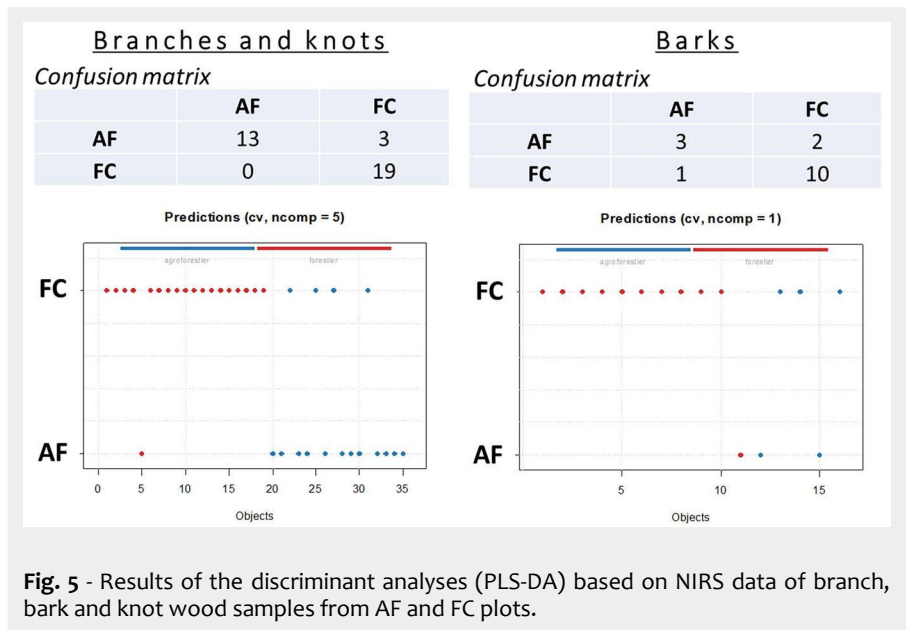 Branches and knots
Confusion matrix
AF FC
AF 13 3
FC 0 19
Predictions (cv, ncomp = 5)
agroforestier forestier
FC
AF
0 5 10 15 20 25 30 35
Objects
Barks
Confusion matrix
AF FC
AF 3 2
FC 1 10
Predictions (cv, ncomp = 1)
agroforestier forestier
FC
AF
5 10 15
Objects
Fig. 5 - Results of the discriminant analyses (PLS-DA) based on NIRS data of branch,
bark and knot wood samples from AF and FC plots.